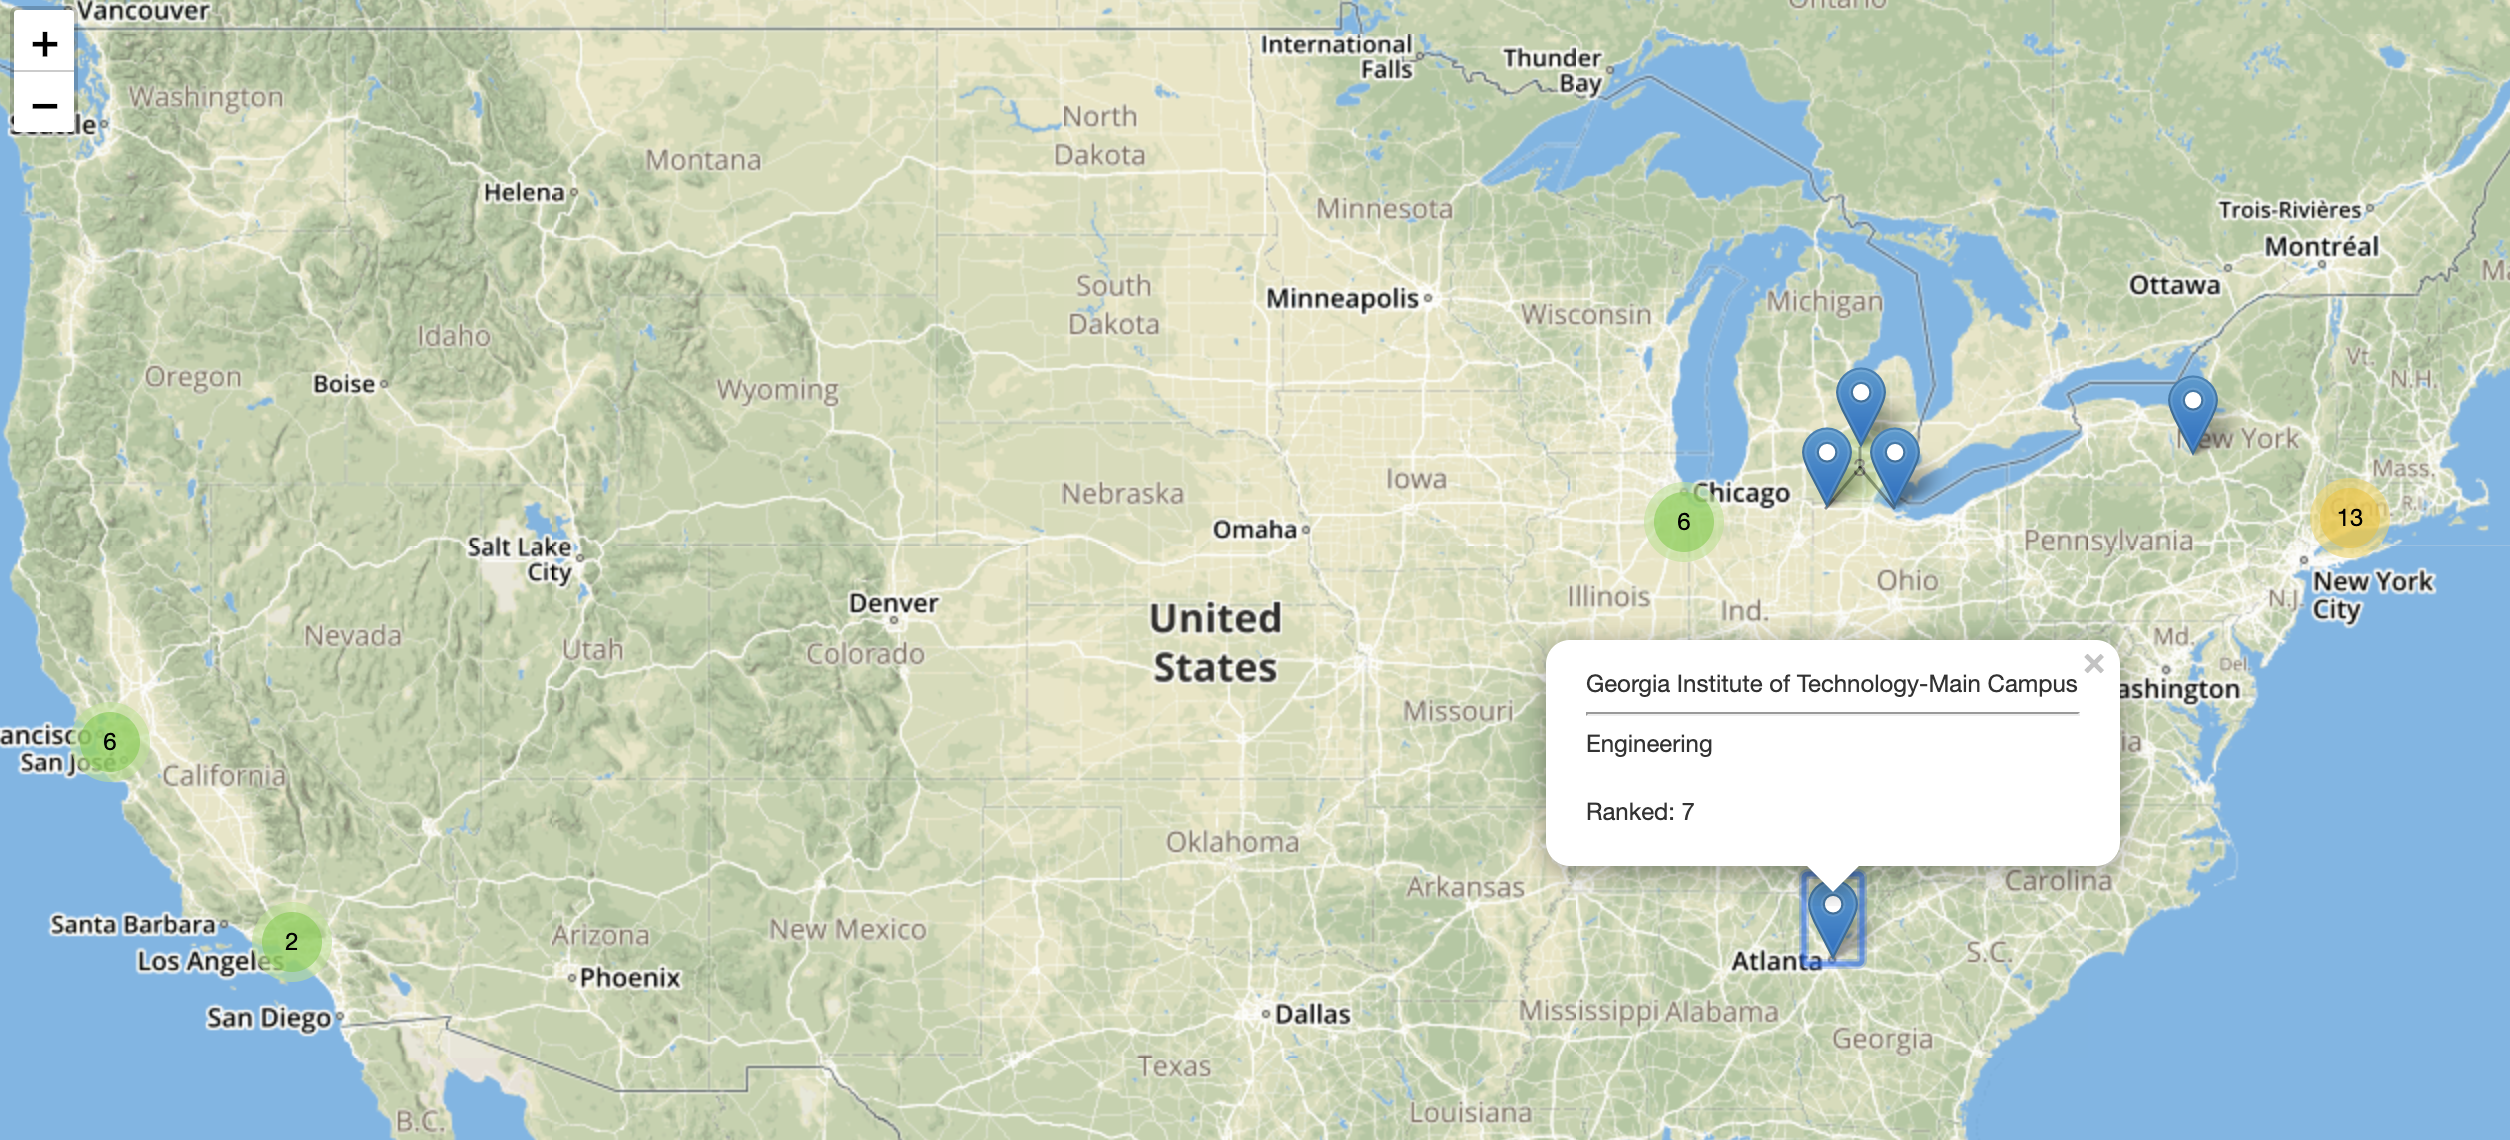 Vancouver
Ontario
+
−
Washington
International
Falls
Thunder
Bay
North
Dakota
Montana
Helena
Minnesota
Trois-Rivières
Montréal
Ottawa
South
Dakota
Minneapolis
Wisconsin
Michigan
Idaho
Oregon
Boise
Wyoming
Vt.
N.H.
New York
Mass.
R.I.
Iowa
Nebraska
Chicago
6
13
Omaha
Salt Lake
City
Pennsylvania
Ohio
Illinois
Ind.
Denver
New York
City
N.J.
United
States
Nevada
Utah
Colorado
Md.
Del.
Georgia Institute of Technology-Main Campus
×
ashington
Engineering
Ranked: 7
Missouri
ancisco
6
San José
California
Oklahoma
Arkansas
Carolina
Santa Barbara
2
Los Angeles
Arizona
New Mexico
Phoenix
Atlanta
S.C.
San Diego
Dallas
Mississippi
Alabama
Georgia
Texas
Louisiana
B.C.